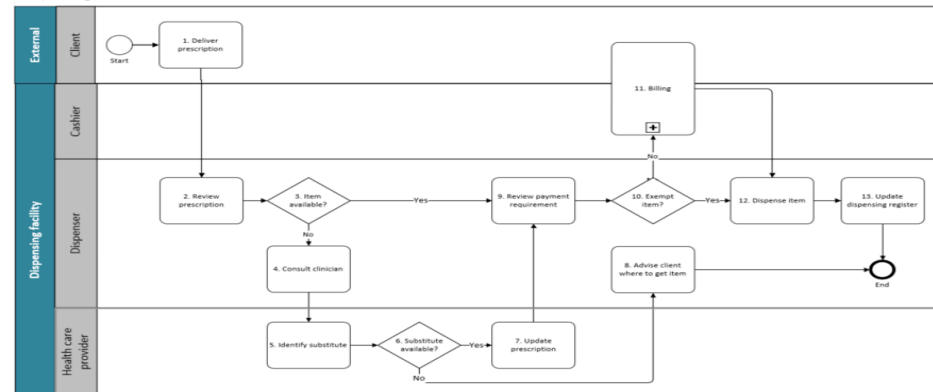 External
Client
Start
1. Deliver
prescription
Dispensing facility
Cashier
11. Billing
No
Dispenser
2. Review
prescription
3. Item
available?
Yes
9. Review payment
requirement
10. Exempt
item?
Yes
12. Dispense item
13. Update
dispensing register
No
4. Consult clinician
8. Advise client
where to get item
End
Health care
provider
5. Identify substitute
6. Substitute
available?
Yes
7. Update
prescription
No